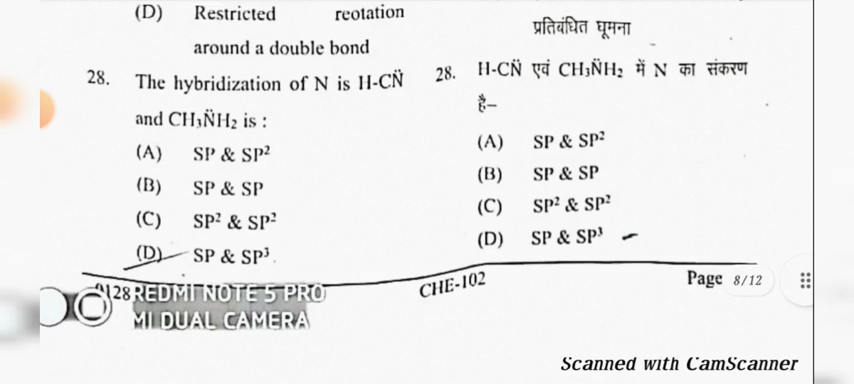 (D) Restricted reotation
around a double bond
28. The hybridization of N is H-CN̈
and CH₃N̈H₂ is :
(A) SP & SP²
(B) SP & SP
(C) SP² & SP²
(D) SP & SP³.
प्रतिबंधित घूमना
28. H-CN̈ एवं CH₃N̈H₂ में N का संकरण
है–
(A) SP & SP²
(B) SP & SP
(C) SP² & SP²
(D) SP & SP³
128 CHE-102 Page 8/12
REDMI NOTE 5 PRO
MI DUAL CAMERA
Scanned with CamScanner